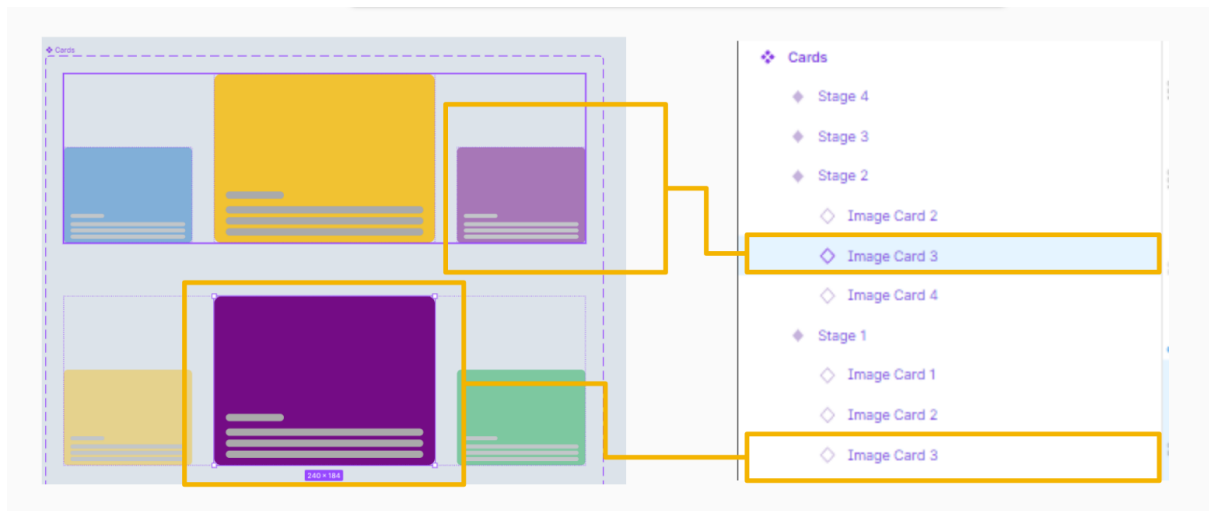 Cards
240 × 184
Cards
Stage 4
Stage 3
Stage 2
Image Card 2
Image Card 3
Image Card 4
Stage 1
Image Card 1
Image Card 2
Image Card 3